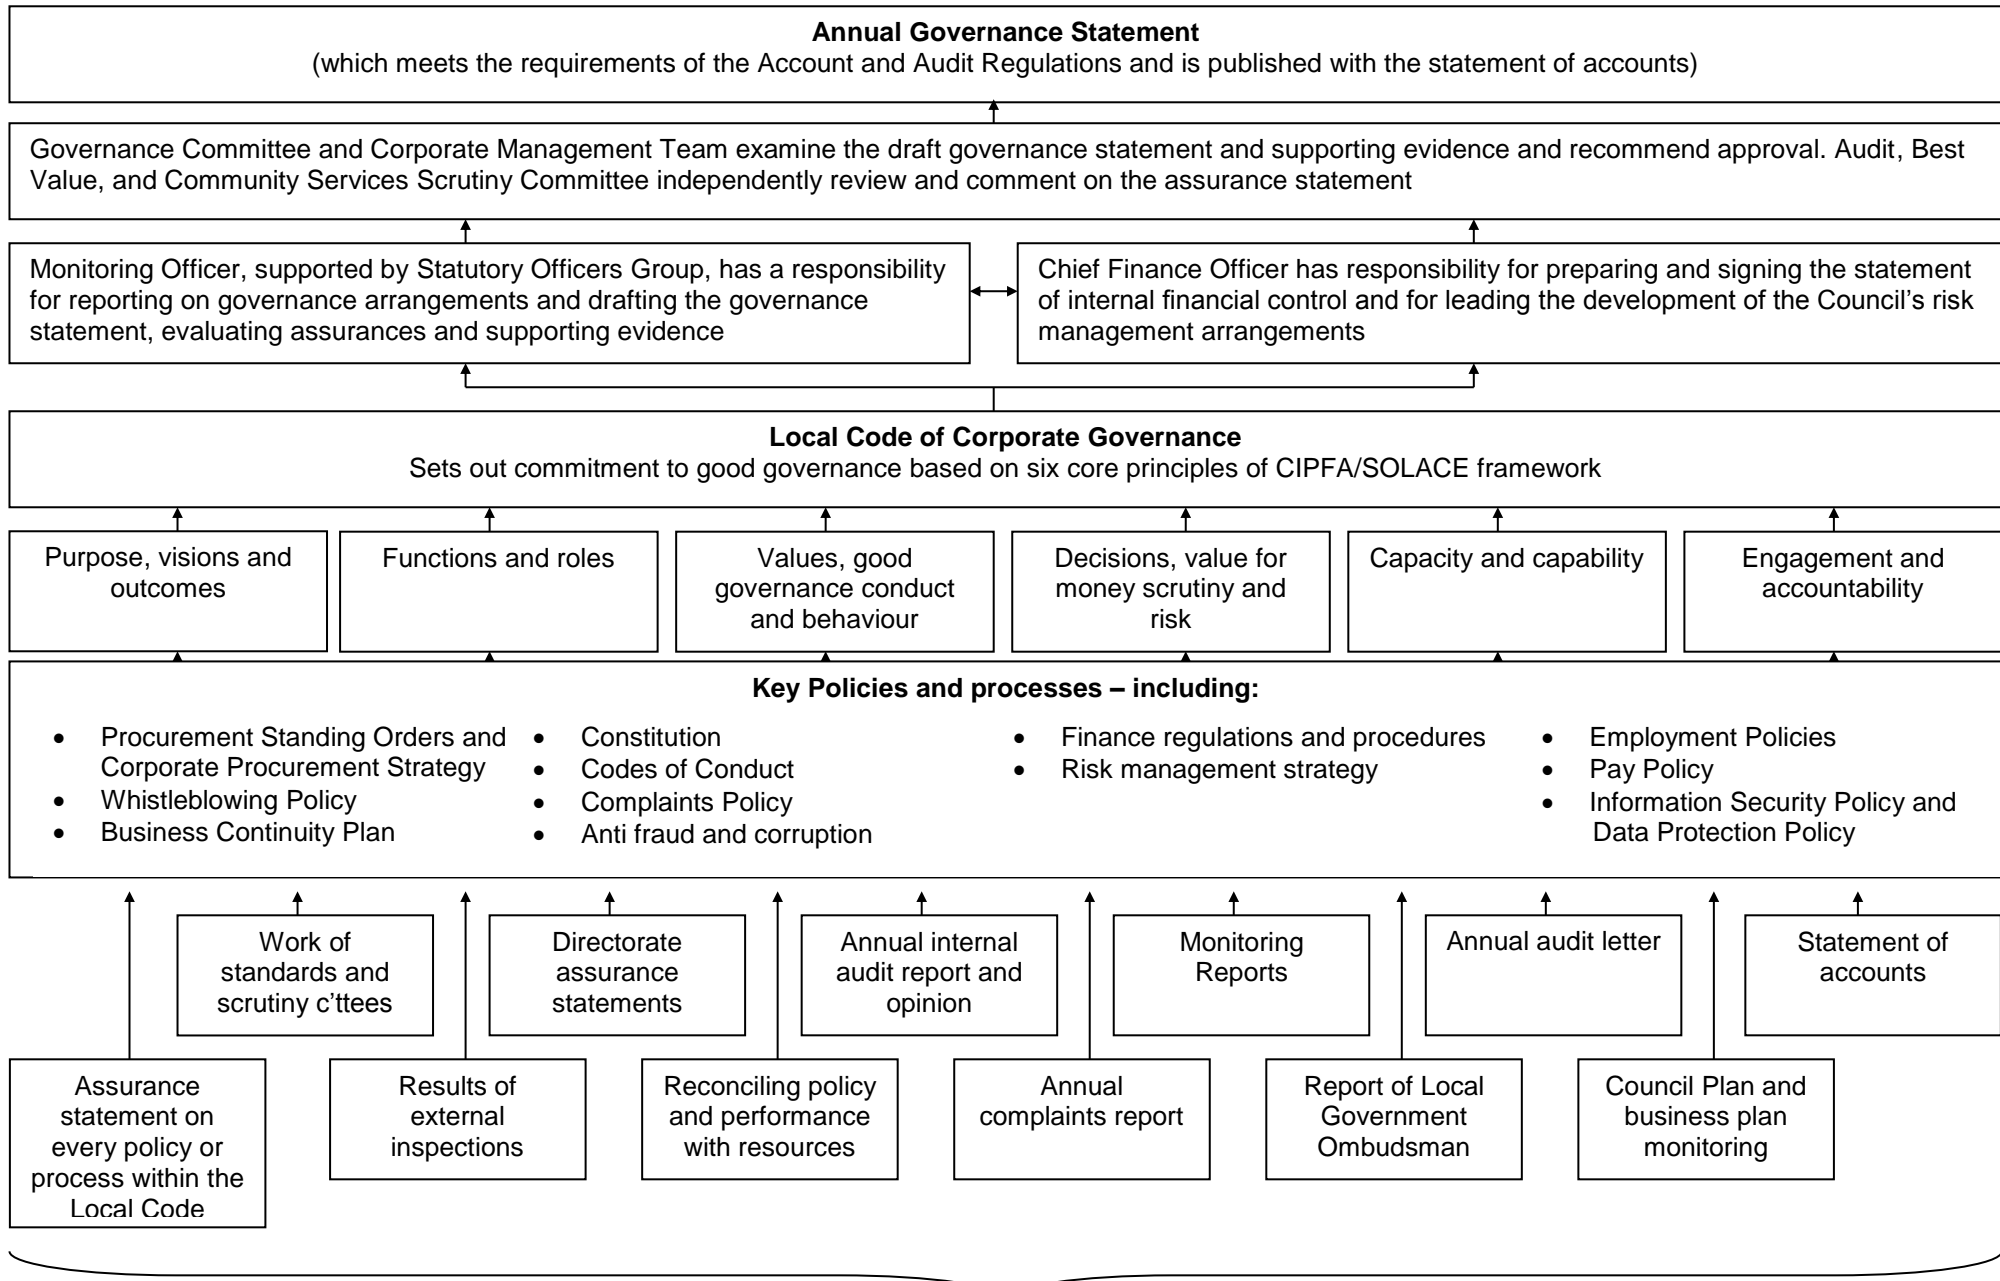 Annual Governance Statement
(which meets the requirements of the Account and Audit Regulations and is published with the statement of accounts)
Governance Committee and Corporate Management Team examine the draft governance statement and supporting evidence and recommend approval. Audit, Best
Value, and Community Services Scrutiny Committee independently review and comment on the assurance statement
Monitoring Officer, supported by Statutory Officers Group, has a responsibility
for reporting on governance arrangements and drafting the governance
statement, evaluating assurances and supporting evidence
Chief Finance Officer has responsibility for preparing and signing the statement
of internal financial control and for leading the development of the Council’s risk
management arrangements
Local Code of Corporate Governance
Sets out commitment to good governance based on six core principles of CIPFA/SOLACE framework
Purpose, visions and
outcomes
Functions and roles
Values, good
governance conduct
and behaviour
Decisions, value for
money scrutiny and
risk
Capacity and capability
Engagement and
accountability
Key Policies and processes – including:
• Procurement Standing Orders and
Corporate Procurement Strategy
• Whistleblowing Policy
• Business Continuity Plan
• Constitution
• Codes of Conduct
• Complaints Policy
• Anti fraud and corruption
• Finance regulations and procedures
• Risk management strategy
• Employment Policies
• Pay Policy
• Information Security Policy and
Data Protection Policy
Work of
standards and
scrutiny c’ttees
Directorate
assurance
statements
Annual internal
audit report and
opinion
Monitoring
Reports
Annual audit letter
Statement of
accounts
Assurance
statement on
every policy or
process within the
Local Code
Results of
external
inspections
Reconciling policy
and performance
with resources
Annual
complaints report
Report of Local
Government
Ombudsman
Council Plan and
business plan
monitoring